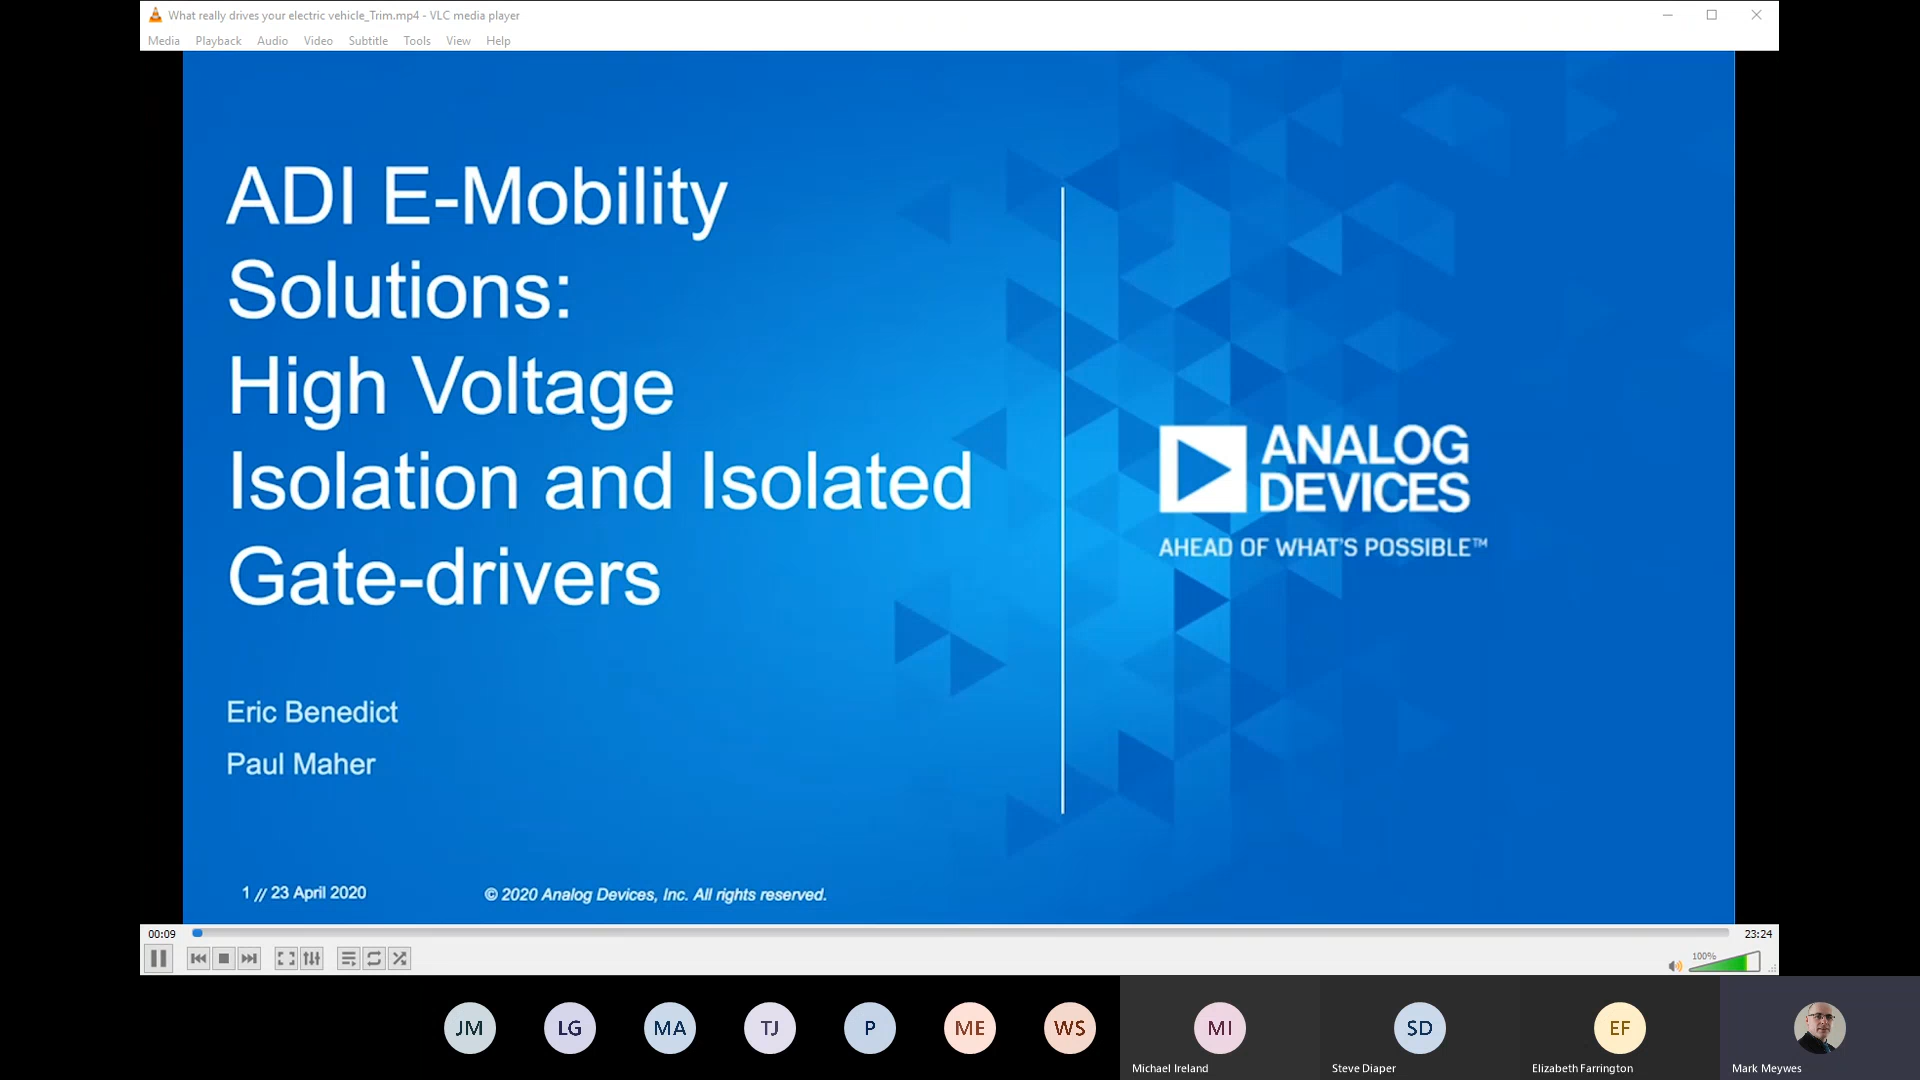 What really drives your electric vehicle_Trim.mp4 - VLC media player
Media Playback Audio Video Subtitle Tools View Help
ADI E-Mobility
Solutions:
High Voltage
Isolation and Isolated
Gate-drivers
ANALOG
DEVICES
AHEAD OF WHAT'S POSSIBLE™
Eric Benedict
Paul Maher
1 // 23 April 2020
© 2020 Analog Devices, Inc. All rights reserved.
00:09
23:24
100%
JM LG MA TJ P ME WS MI SD EF
Michael Ireland
Steve Diaper
Elizabeth Farrington
Mark Meywes